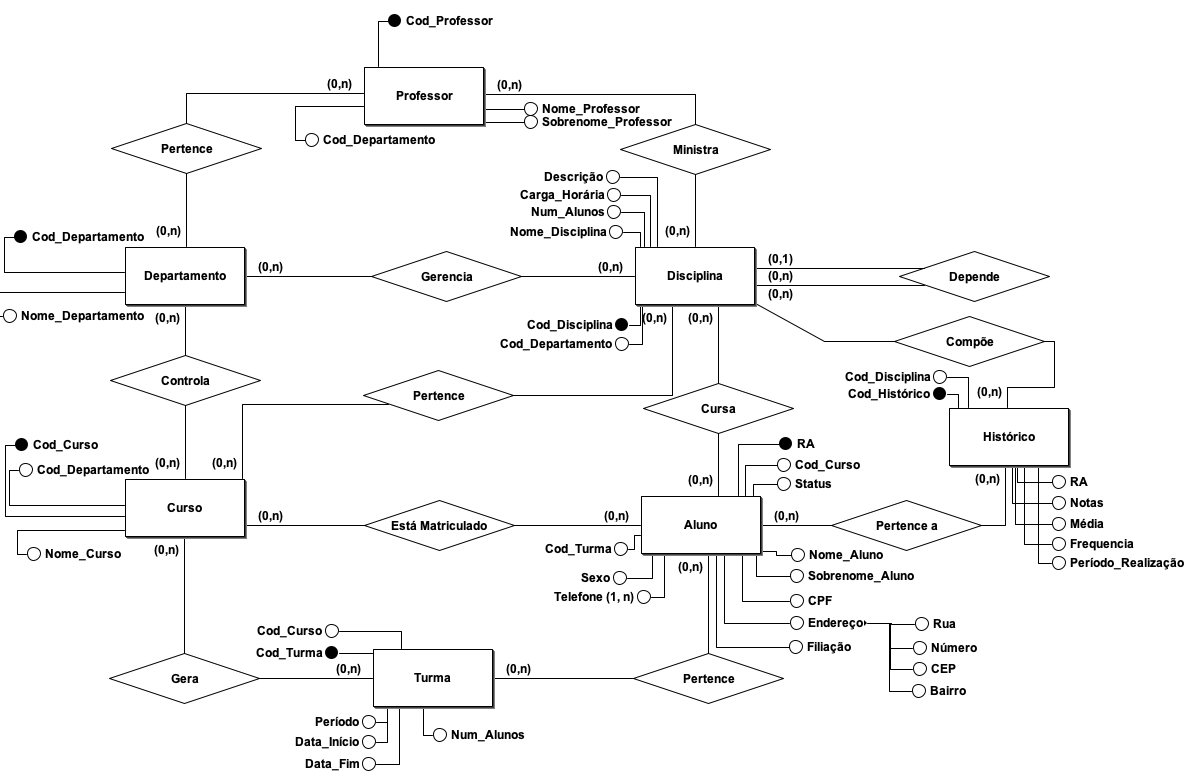 Cod_Professor
(0,n)
(0,n)
Professor
Nome_Professor
Sobrenome_Professor
Cod_Departamento
Pertence
Ministra
Descrição
Carga_Horária
Num_Alunos
Nome_Disciplina
(0,n)
(0,n)
Cod_Departamento
(0,n)
(0,n)
(0,1)
(0,n)
(0,n)
Departamento
Gerencia
Disciplina
Depende
Nome_Departamento
(0,n)
Cod_Disciplina
(0,n)
(0,n)
Cod_Departamento
Compõe
Controla
Pertence
Cursa
Cod_Disciplina
Cod_Histórico
(0,n)
Histórico
Cod_Curso
Cod_Departamento
(0,n)
(0,n)
RA
Cod_Curso
Status
(0,n)
(0,n)
RA
Notas
Média
Frequencia
Período_Realização
Curso
(0,n)
Está Matriculado
(0,n)
Aluno
(0,n)
Pertence a
Nome_Curso
(0,n)
Cod_Turma
Sexo
Telefone (1, n)
(0,n)
Nome_Aluno
Sobrenome_Aluno
CPF
Endereço
Filiação
Rua
Número
CEP
Bairro
Cod_Curso
Cod_Turma
(0,n)
(0,n)
Gera
Turma
Pertence
Período
Data_Início
Data_Fim
Num_Alunos